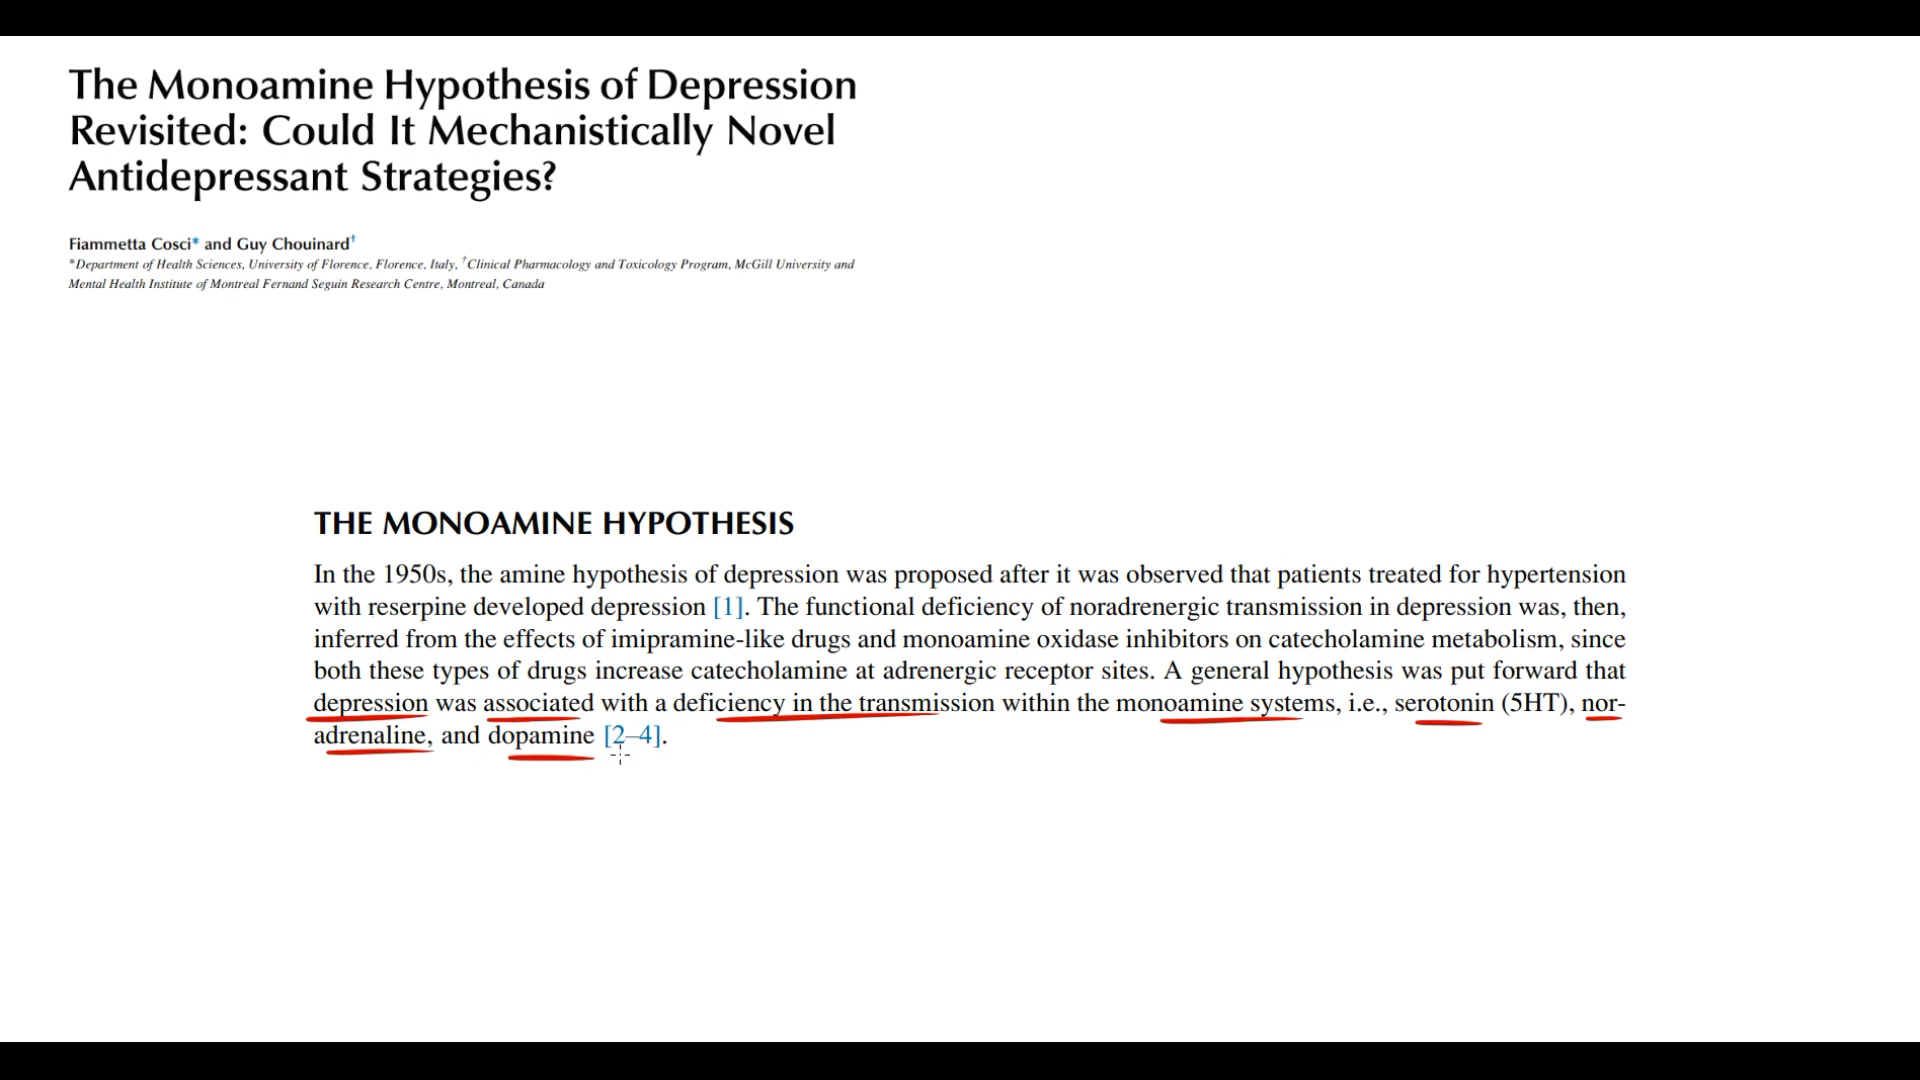 The Monoamine Hypothesis of Depression
Revisited: Could It Mechanistically Novel
Antidepressant Strategies?
Fiammetta Cosci* and Guy Chouinard†
*Department of Health Sciences, University of Florence, Florence, Italy, †Clinical Pharmacology and Toxicology Program, McGill University and
Mental Health Institute of Montreal Fernand Seguin Research Centre, Montreal, Canada
THE MONOAMINE HYPOTHESIS
In the 1950s, the amine hypothesis of depression was proposed after it was observed that patients treated for hypertension
with reserpine developed depression [1]. The functional deficiency of noradrenergic transmission in depression was, then,
inferred from the effects of imipramine-like drugs and monoamine oxidase inhibitors on catecholamine metabolism, since
both these types of drugs increase catecholamine at adrenergic receptor sites. A general hypothesis was put forward that
depression was associated with a deficiency in the transmission within the monoamine systems, i.e., serotonin (5HT), nor-
adrenaline, and dopamine [2–4].